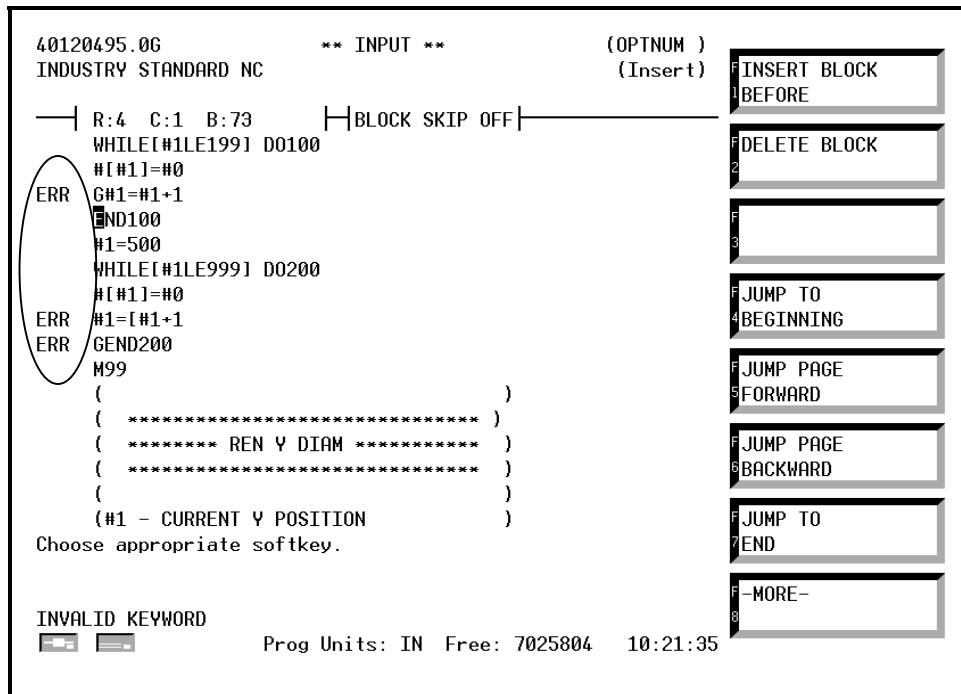 40120495.0G ** INPUT ** (OPTNUM )
INDUSTRY STANDARD NC (Insert)
R:4 C:1 B:73 BLOCK SKIP OFF
WHILE[#1LE199] DO100
#[#1]=#0
ERR G#1=#1+1
END100
#1=500
WHILE[#1LE999] DO200
#[#1]=#0
ERR #1=[#1+1
ERR GEND200
M99
( )
( ******************************* )
( ******** REN Y DIAM *********** )
( ******************************* )
( )
(#1 - CURRENT Y POSITION )
Choose appropriate softkey.
INVALID KEYWORD
Prog Units: IN Free: 7025804 10:21:35
F1 INSERT BLOCK
BEFORE
F2 DELETE BLOCK
F3
F4 JUMP TO
BEGINNING
F5 JUMP PAGE
FORWARD
F6 JUMP PAGE
BACKWARD
F7 JUMP TO
END
F8 -MORE-